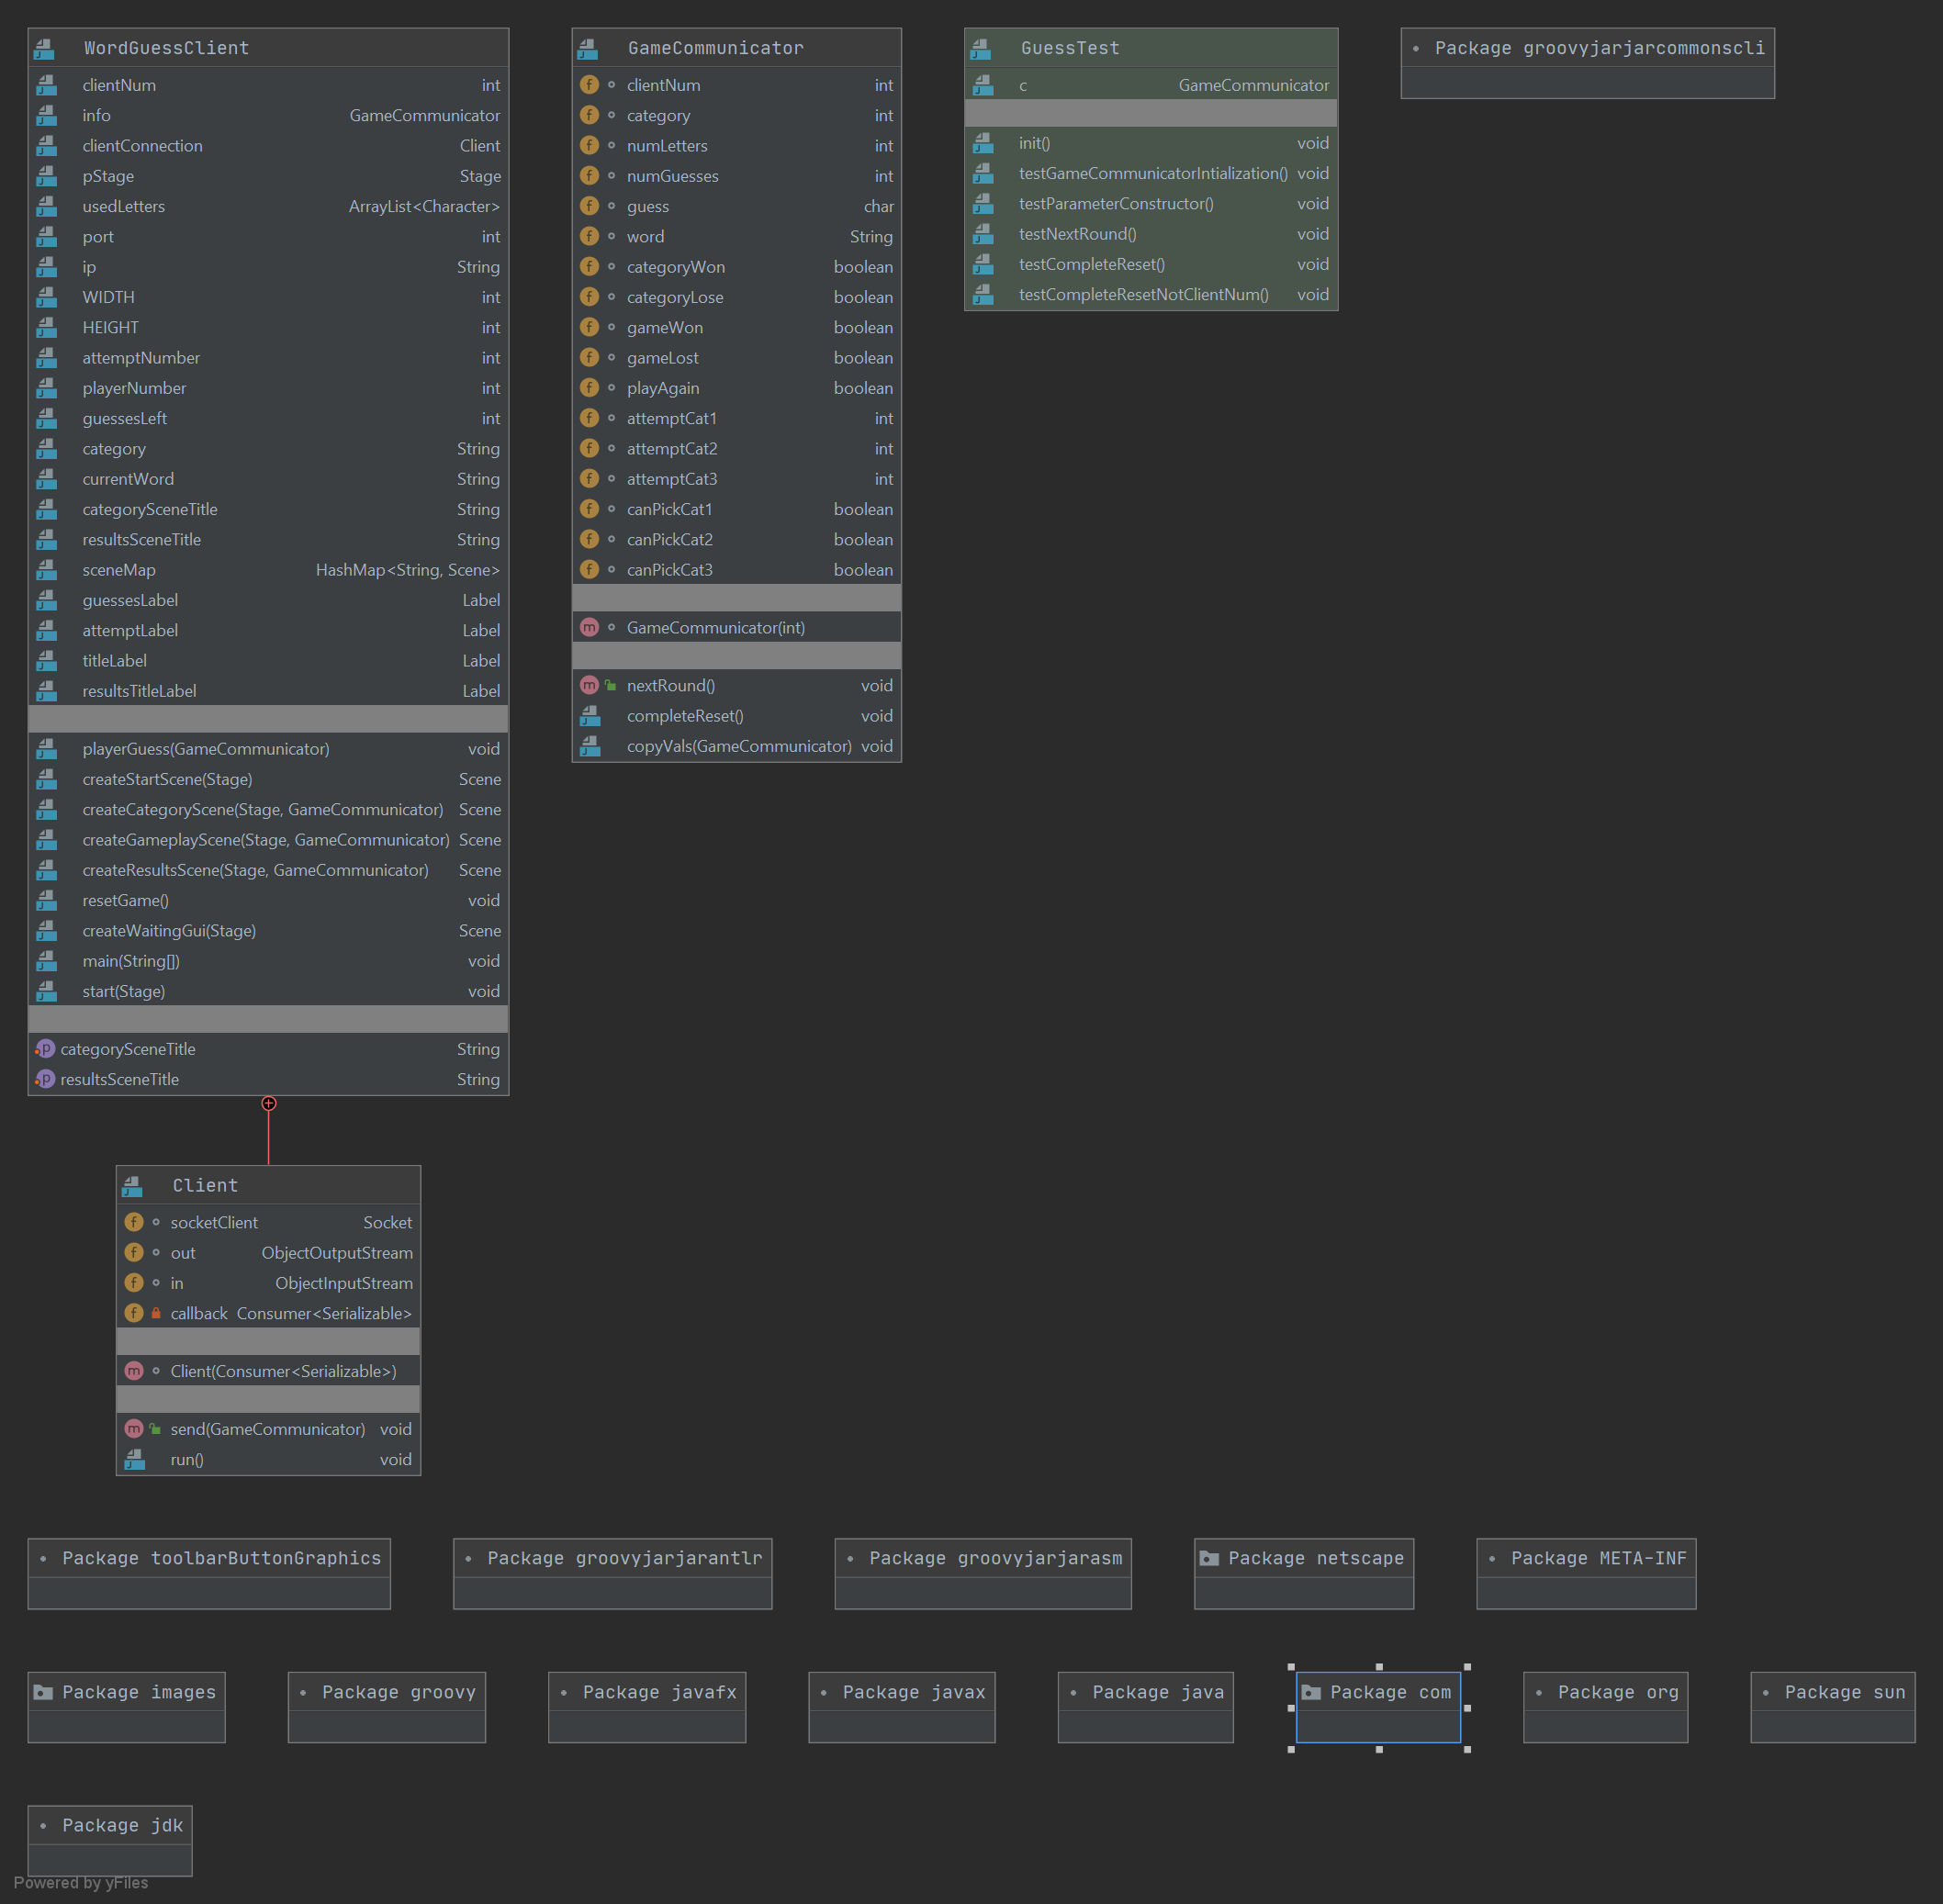 WordGuessClient
clientNum int
info GameCommunicator
clientConnection Client
pStage Stage
usedLetters ArrayList<Character>
port int
ip String
WIDTH int
HEIGHT int
attemptNumber int
playerNumber int
guessesLeft int
category String
currentWord String
categorySceneTitle String
resultsSceneTitle String
sceneMap HashMap<String, Scene>
guessesLabel Label
attemptLabel Label
titleLabel Label
resultsTitleLabel Label
playerGuess(GameCommunicator) void
createStartScene(Stage) Scene
createCategoryScene(Stage, GameCommunicator) Scene
createGameplayScene(Stage, GameCommunicator) Scene
createResultsScene(Stage, GameCommunicator) Scene
resetGame() void
createWaitingGui(Stage) Scene
main(String[]) void
start(Stage) void
categorySceneTitle String
resultsSceneTitle String
GameCommunicator
clientNum int
category int
numLetters int
numGuesses int
guess char
word String
categoryWon boolean
categoryLose boolean
gameWon boolean
gameLost boolean
playAgain boolean
attemptCat1 int
attemptCat2 int
attemptCat3 int
canPickCat1 boolean
canPickCat2 boolean
canPickCat3 boolean
GameCommunicator(int)
nextRound() void
completeReset() void
copyVals(GameCommunicator) void
GuessTest
c GameCommunicator
init() void
testGameCommunicatorIntialization() void
testParameterConstructor() void
testNextRound() void
testCompleteReset() void
testCompleteResetNotClientNum() void
Package groovyjarjarcommonscli
Client
socketClient Socket
out ObjectOutputStream
in ObjectInputStream
callback Consumer<Serializable>
Client(Consumer<Serializable>)
send(GameCommunicator) void
run() void
Package toolbarButtonGraphics
Package groovyjarjarantlr
Package groovyjarjarasm
Package netscape
Package META-INF
Package images
Package groovy
Package javafx
Package javax
Package java
Package com
Package org
Package sun
Package jdk
Powered by yFiles